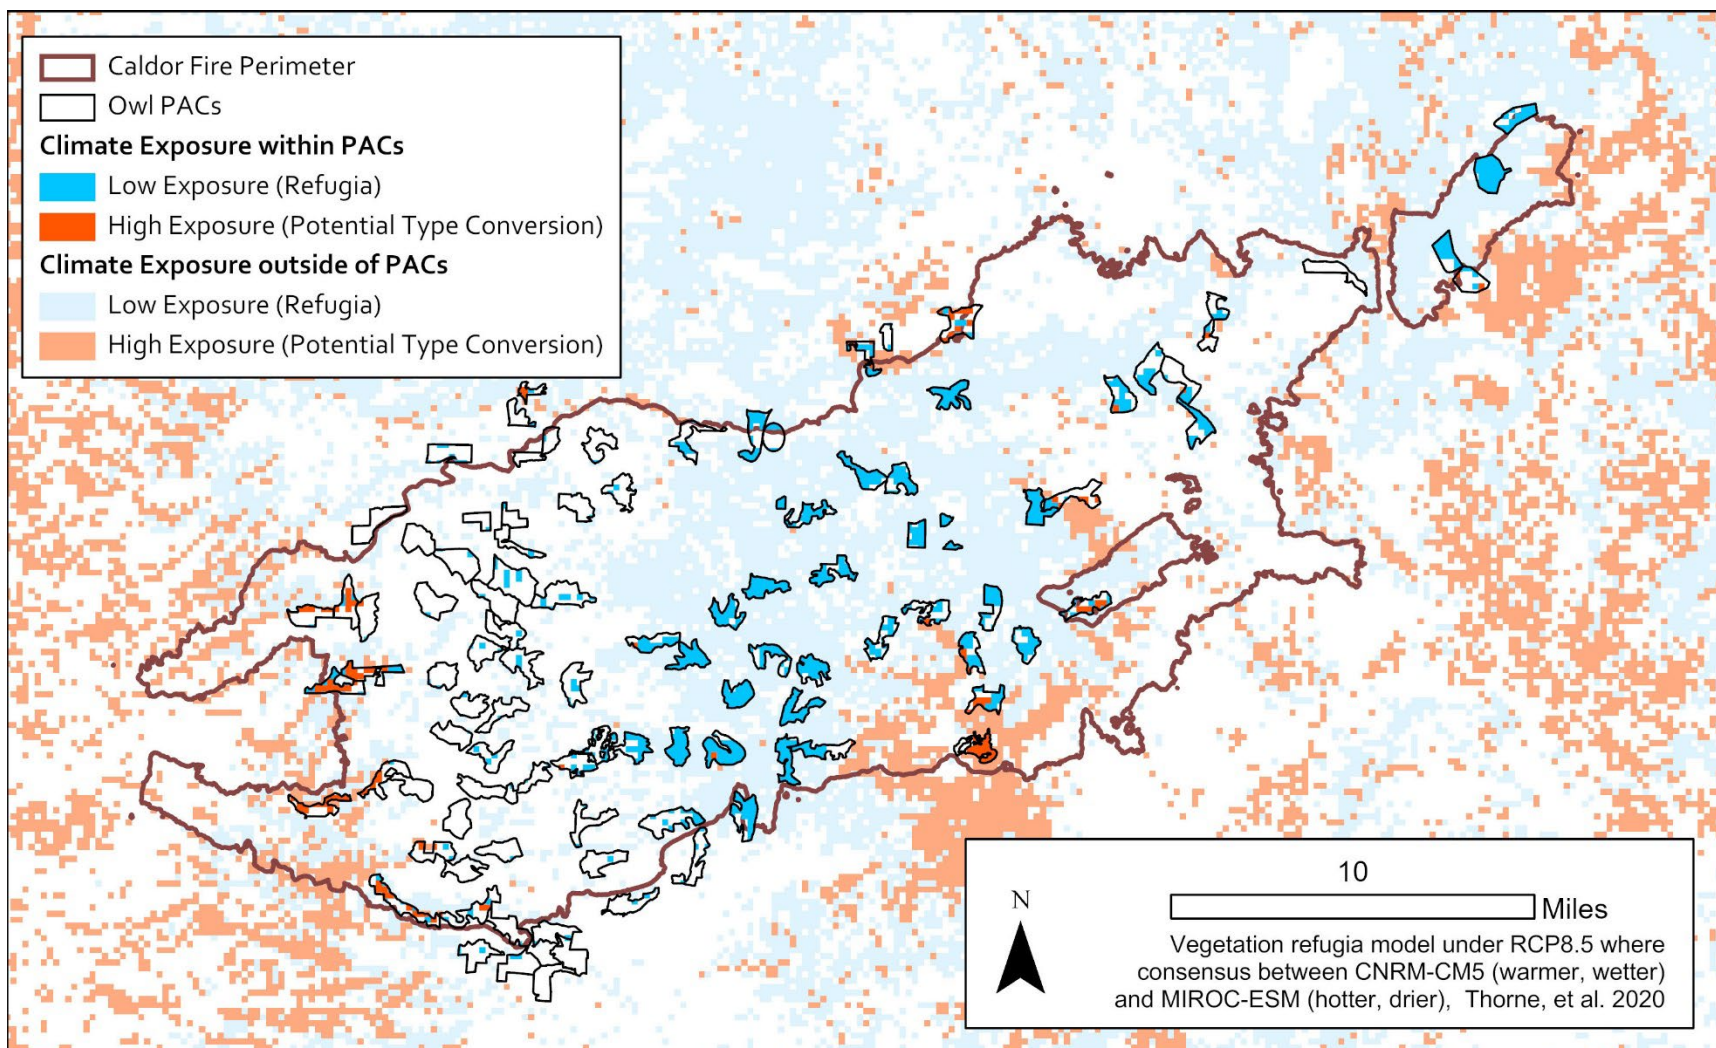 Caldor Fire Perimeter
Owl PACs
Climate Exposure within PACs
Low Exposure (Refugia)
High Exposure (Potential Type Conversion)
Climate Exposure outside of PACs
Low Exposure (Refugia)
High Exposure (Potential Type Conversion)
N
10
Miles
Vegetation refugia model under RCP8.5 where
consensus between CNRM-CM5 (warmer, wetter)
and MIROC-ESM (hotter, drier), Thorne, et al. 2020